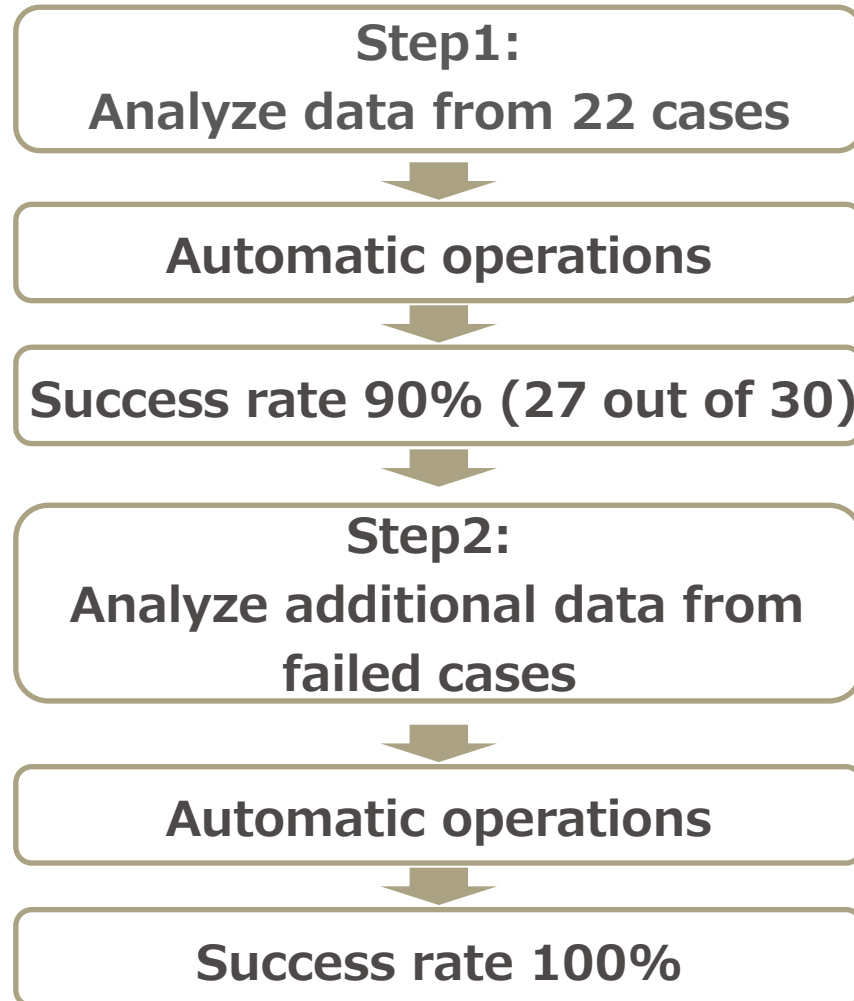 Step1:
Analyze data from 22 cases
Automatic operations
Success rate 90% (27 out of 30)
Step2:
Analyze additional data from
failed cases
Automatic operations
Success rate 100%